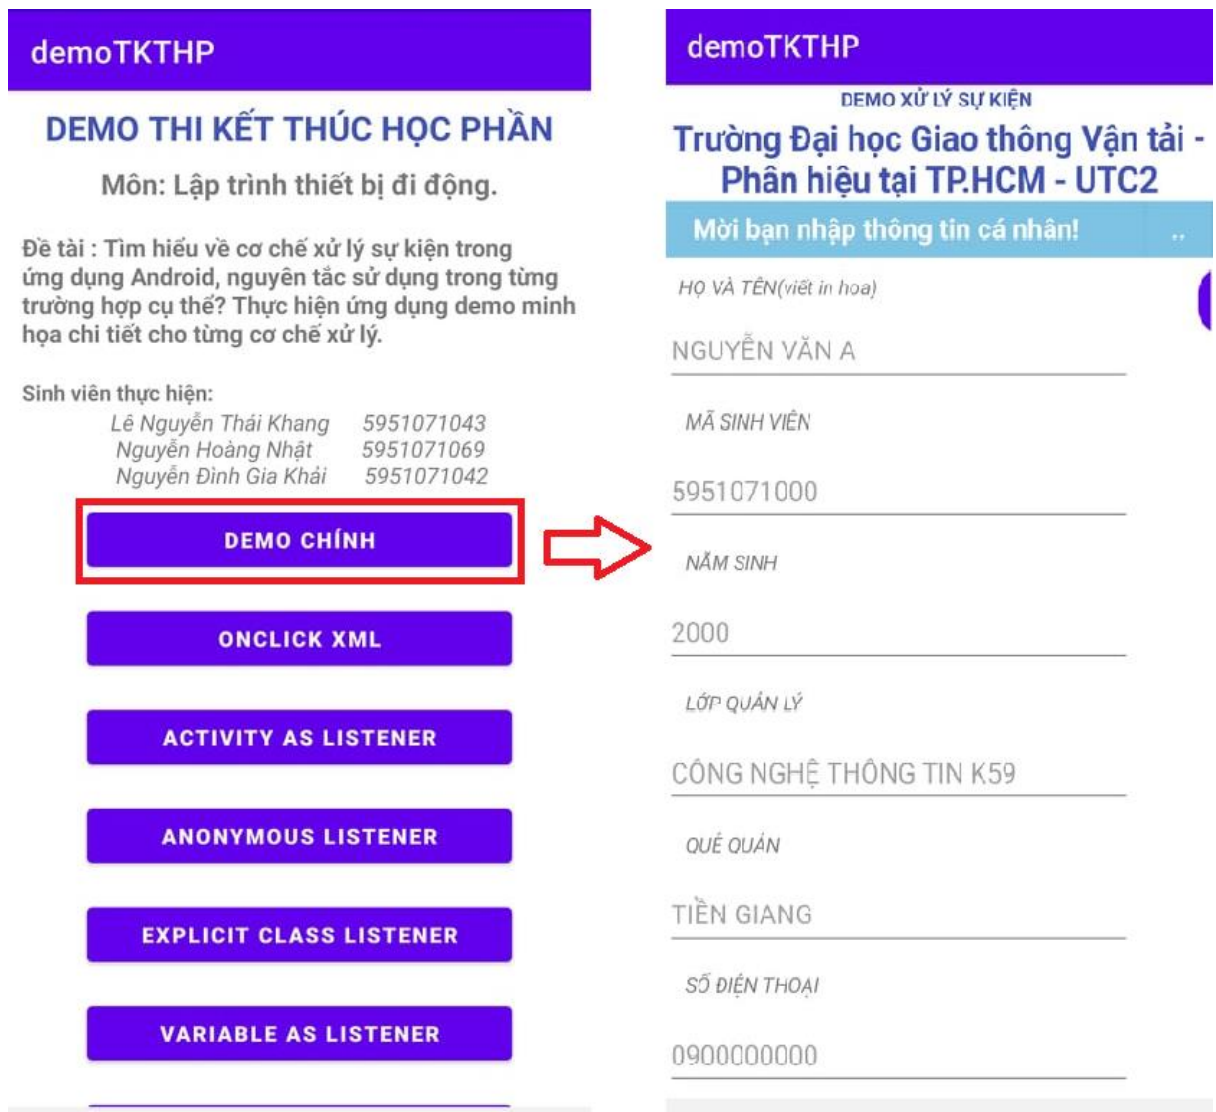 demoTKTHP
DEMO THI KẾT THÚC HỌC PHẦN
Môn: Lập trình thiết bị di động.
Đề tài : Tìm hiểu về cơ chế xử lý sự kiện trong
ứng dụng Android, nguyên tắc sử dụng trong từng
trường hợp cụ thể? Thực hiện ứng dụng demo minh
họa chi tiết cho từng cơ chế xử lý.
Sinh viên thực hiện:
Lê Nguyễn Thái Khang 5951071043
Nguyễn Hoàng Nhật 5951071069
Nguyễn Đình Gia Khải 5951071042
DEMO CHÍNH
ONCLICK XML
ACTIVITY AS LISTENER
ANONYMOUS LISTENER
EXPLICIT CLASS LISTENER
VARIABLE AS LISTENER
demoTKTHP
DEMO XỬ LÝ SỰ KIỆN
Trường Đại học Giao thông Vận tải -
Phân hiệu tại TP.HCM - UTC2
Mời bạn nhập thông tin cá nhân! ..
HỌ VÀ TÊN(viết in hoa)
NGUYỄN VĂN A
MÃ SINH VIÊN
5951071000
NĂM SINH
2000
LỚP QUẢN LÝ
CÔNG NGHỆ THÔNG TIN K59
QUÊ QUÁN
TIỀN GIANG
SỐ ĐIỆN THOẠI
0900000000